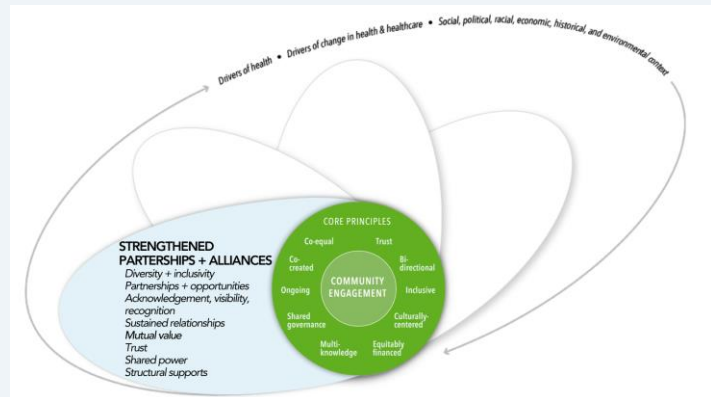 Drivers of health • Drivers of change in health & healthcare • Social, political, racial, economic, historical, and environmental context
STRENGTHENED
PARTERSHIPS + ALLIANCES
Diversity + inclusivity
Partnerships + opportunities
Acknowledgement, visibility,
recognition
Sustained relationships
Mutual value
Trust
Shared power
Structural supports
CORE PRINCIPLES
Co-equal
Trust
Co-
created
Bi-
directional
Ongoing
COMMUNITY
ENGAGEMENT
Inclusive
Shared
governance
Culturally-
centered
Multi-
knowledge
Equitably
financed